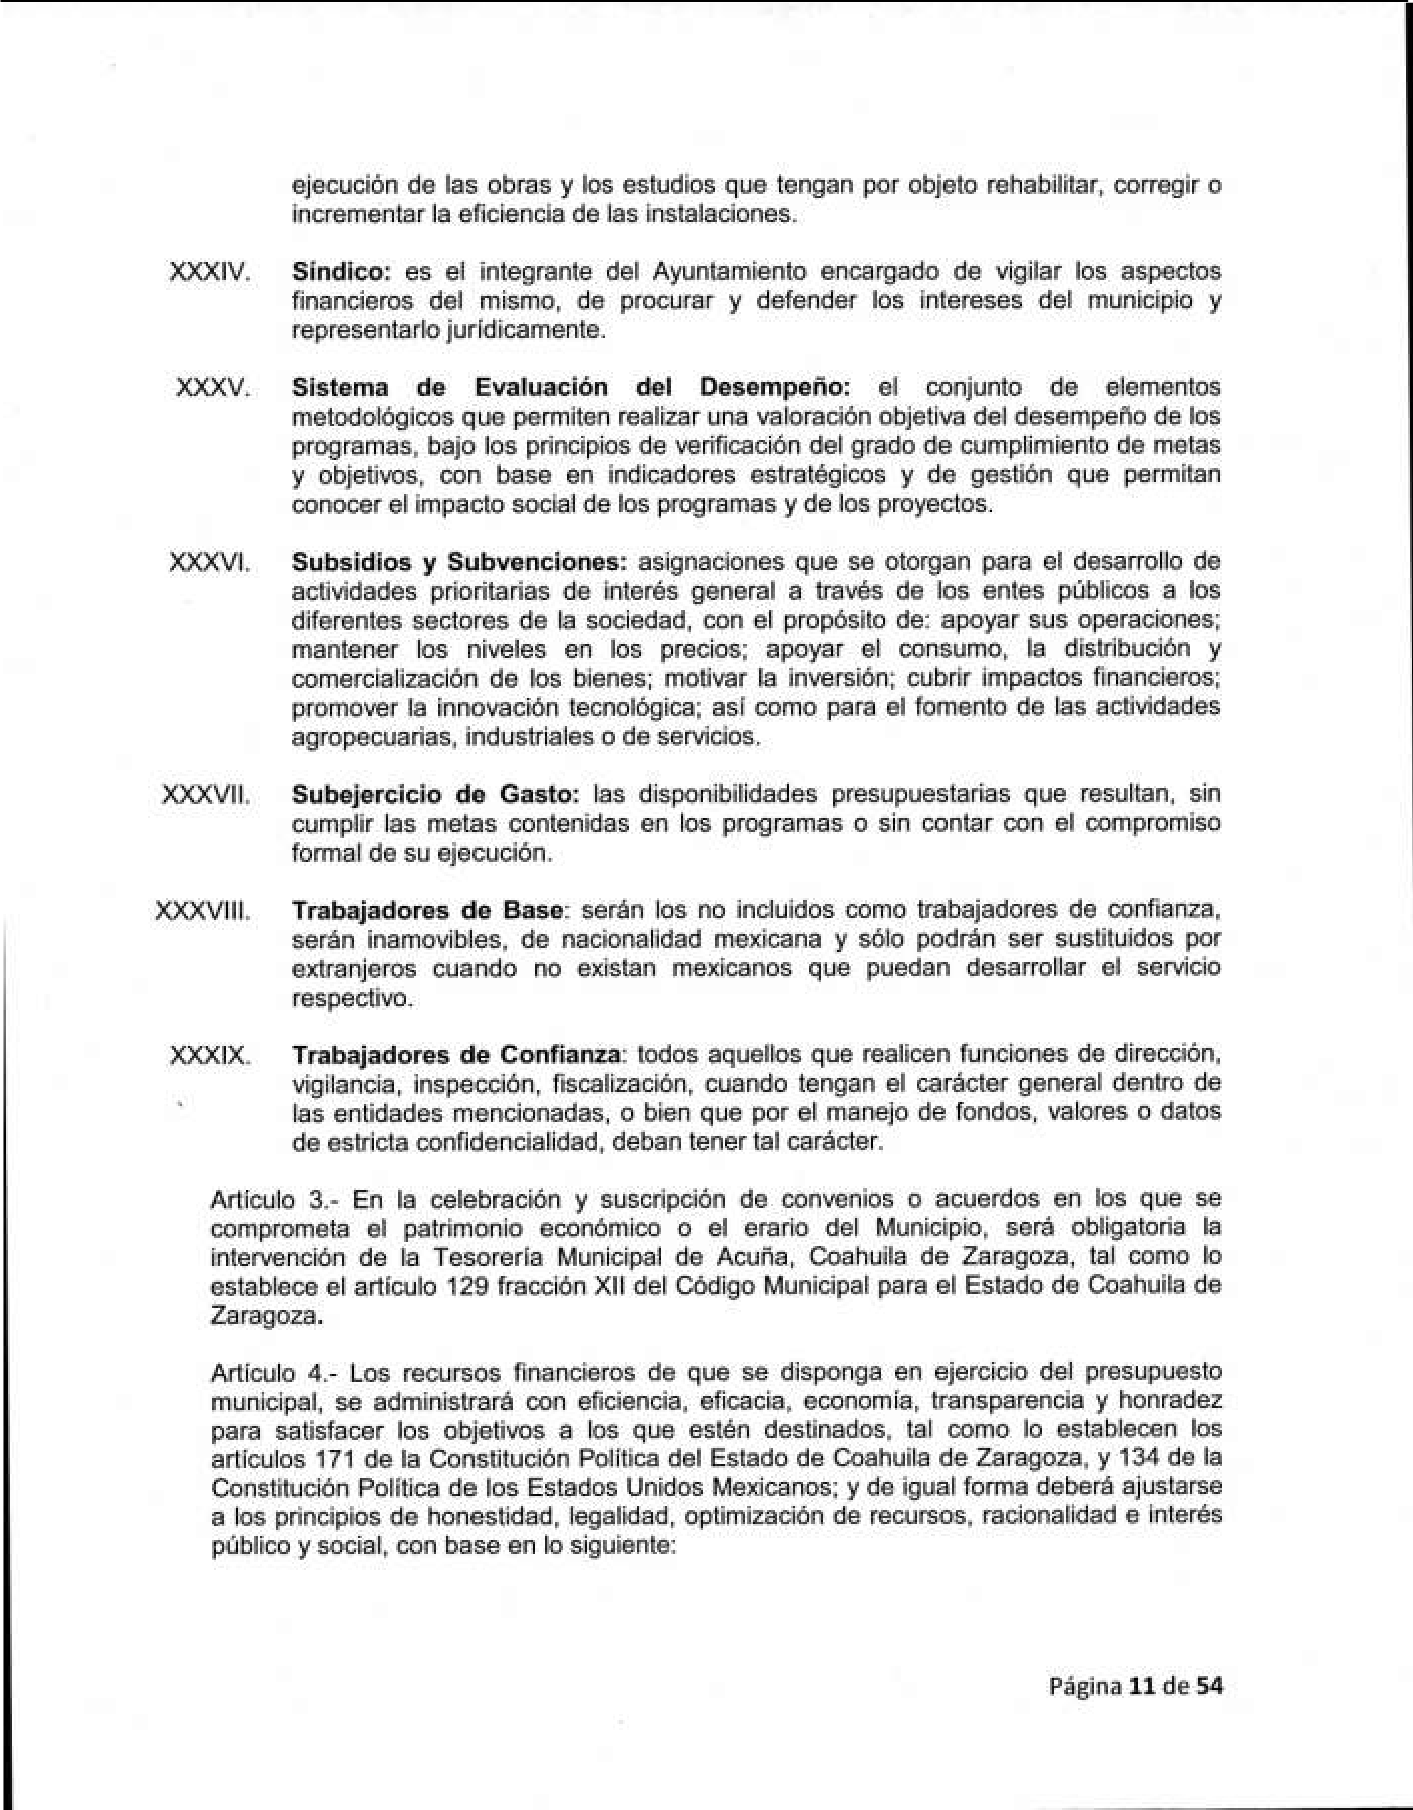 ejecución de las obras y los estudios que tengan por objeto rehabilitar, corregir o
incrementar la eficiencia de las instalaciones.
XXXIV. Síndico: es el integrante del Ayuntamiento encargado de vigilar los aspectos
financieros del mismo, de procurar y defender los intereses del municipio y
representarlo jurídicamente.
XXXV. Sistema de Evaluación del Desempeño: el conjunto de elementos
metodológicos que permiten realizar una valoración objetiva del desempeño de los
programas, bajo los principios de verificación del grado de cumplimiento de metas
y objetivos, con base en indicadores estratégicos y de gestión que permitan
conocer el impacto social de los programas y de los proyectos.
XXXVI. Subsidios y Subvenciones: asignaciones que se otorgan para el desarrollo de
actividades prioritarias de interés general a través de los entes públicos a los
diferentes sectores de la sociedad, con el propósito de: apoyar sus operaciones;
mantener los niveles en los precios; apoyar el consumo, la distribución y
comercialización de los bienes; motivar la inversión; cubrir impactos financieros;
promover la innovación tecnológica; así como para el fomento de las actividades
agropecuarias, industriales o de servicios.
XXXVII. Subejercicio de Gasto: las disponibilidades presupuestarias que resultan, sin
cumplir las metas contenidas en los programas o sin contar con el compromiso
formal de su ejecución.
XXXVIII. Trabajadores de Base: serán los no incluidos como trabajadores de confianza,
serán inamovibles, de nacionalidad mexicana y sólo podrán ser sustituidos por
extranjeros cuando no existan mexicanos que puedan desarrollar el servicio
respectivo.
XXXIX. Trabajadores de Confianza: todos aquellos que realicen funciones de dirección,
vigilancia, inspección, fiscalización, cuando tengan el carácter general dentro de
las entidades mencionadas, o bien que por el manejo de fondos, valores o datos
de estricta confidencialidad, deban tener tal carácter.
Artículo 3.- En la celebración y suscripción de convenios o acuerdos en los que se
comprometa el patrimonio económico o el erario del Municipio, será obligatoria la
intervención de la Tesorería Municipal de Acuña, Coahuila de Zaragoza, tal como lo
establece el artículo 129 fracción XII del Código Municipal para el Estado de Coahuila de
Zaragoza.
Artículo 4.- Los recursos financieros de que se disponga en ejercicio del presupuesto
municipal, se administrará con eficiencia, eficacia, economía, transparencia y honradez
para satisfacer los objetivos a los que estén destinados, tal como lo establecen los
artículos 171 de la Constitución Política del Estado de Coahuila de Zaragoza, y 134 de la
Constitución Política de los Estados Unidos Mexicanos; y de igual forma deberá ajustarse
a los principios de honestidad, legalidad, optimización de recursos, racionalidad e interés
público y social, con base en lo siguiente:
Página 11 de 54